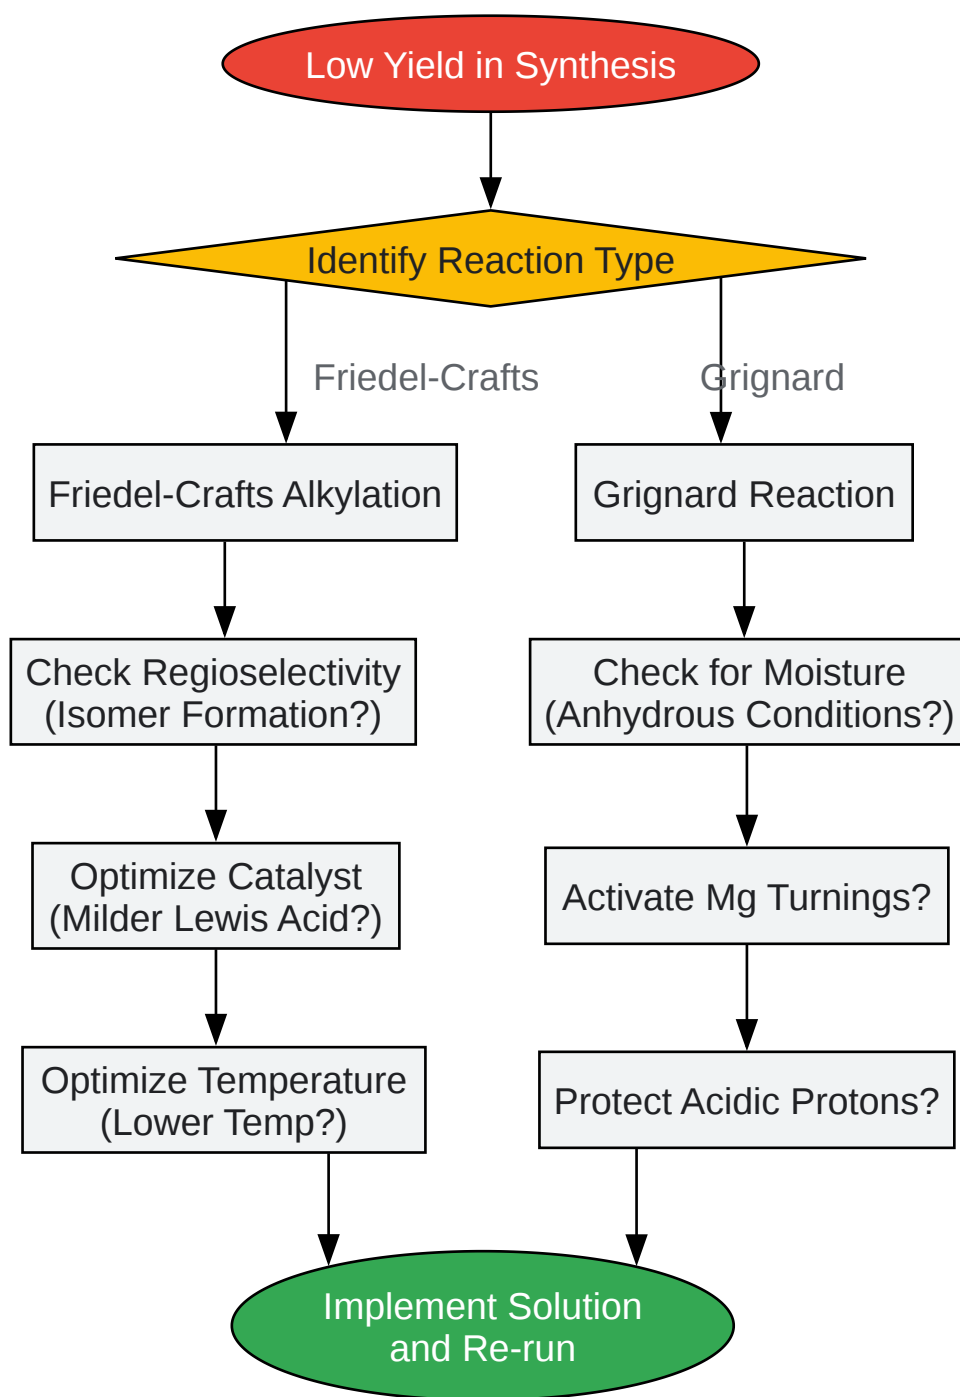 Low Yield in Synthesis
Identify Reaction Type
Friedel-Crafts
Grignard
Friedel-Crafts Alkylation
Grignard Reaction
Check Regioselectivity
(Isomer Formation?)
Check for Moisture
(Anhydrous Conditions?)
Optimize Catalyst
(Milder Lewis Acid?)
Activate Mg Turnings?
Optimize Temperature
(Lower Temp?)
Protect Acidic Protons?
Implement Solution
and Re-run